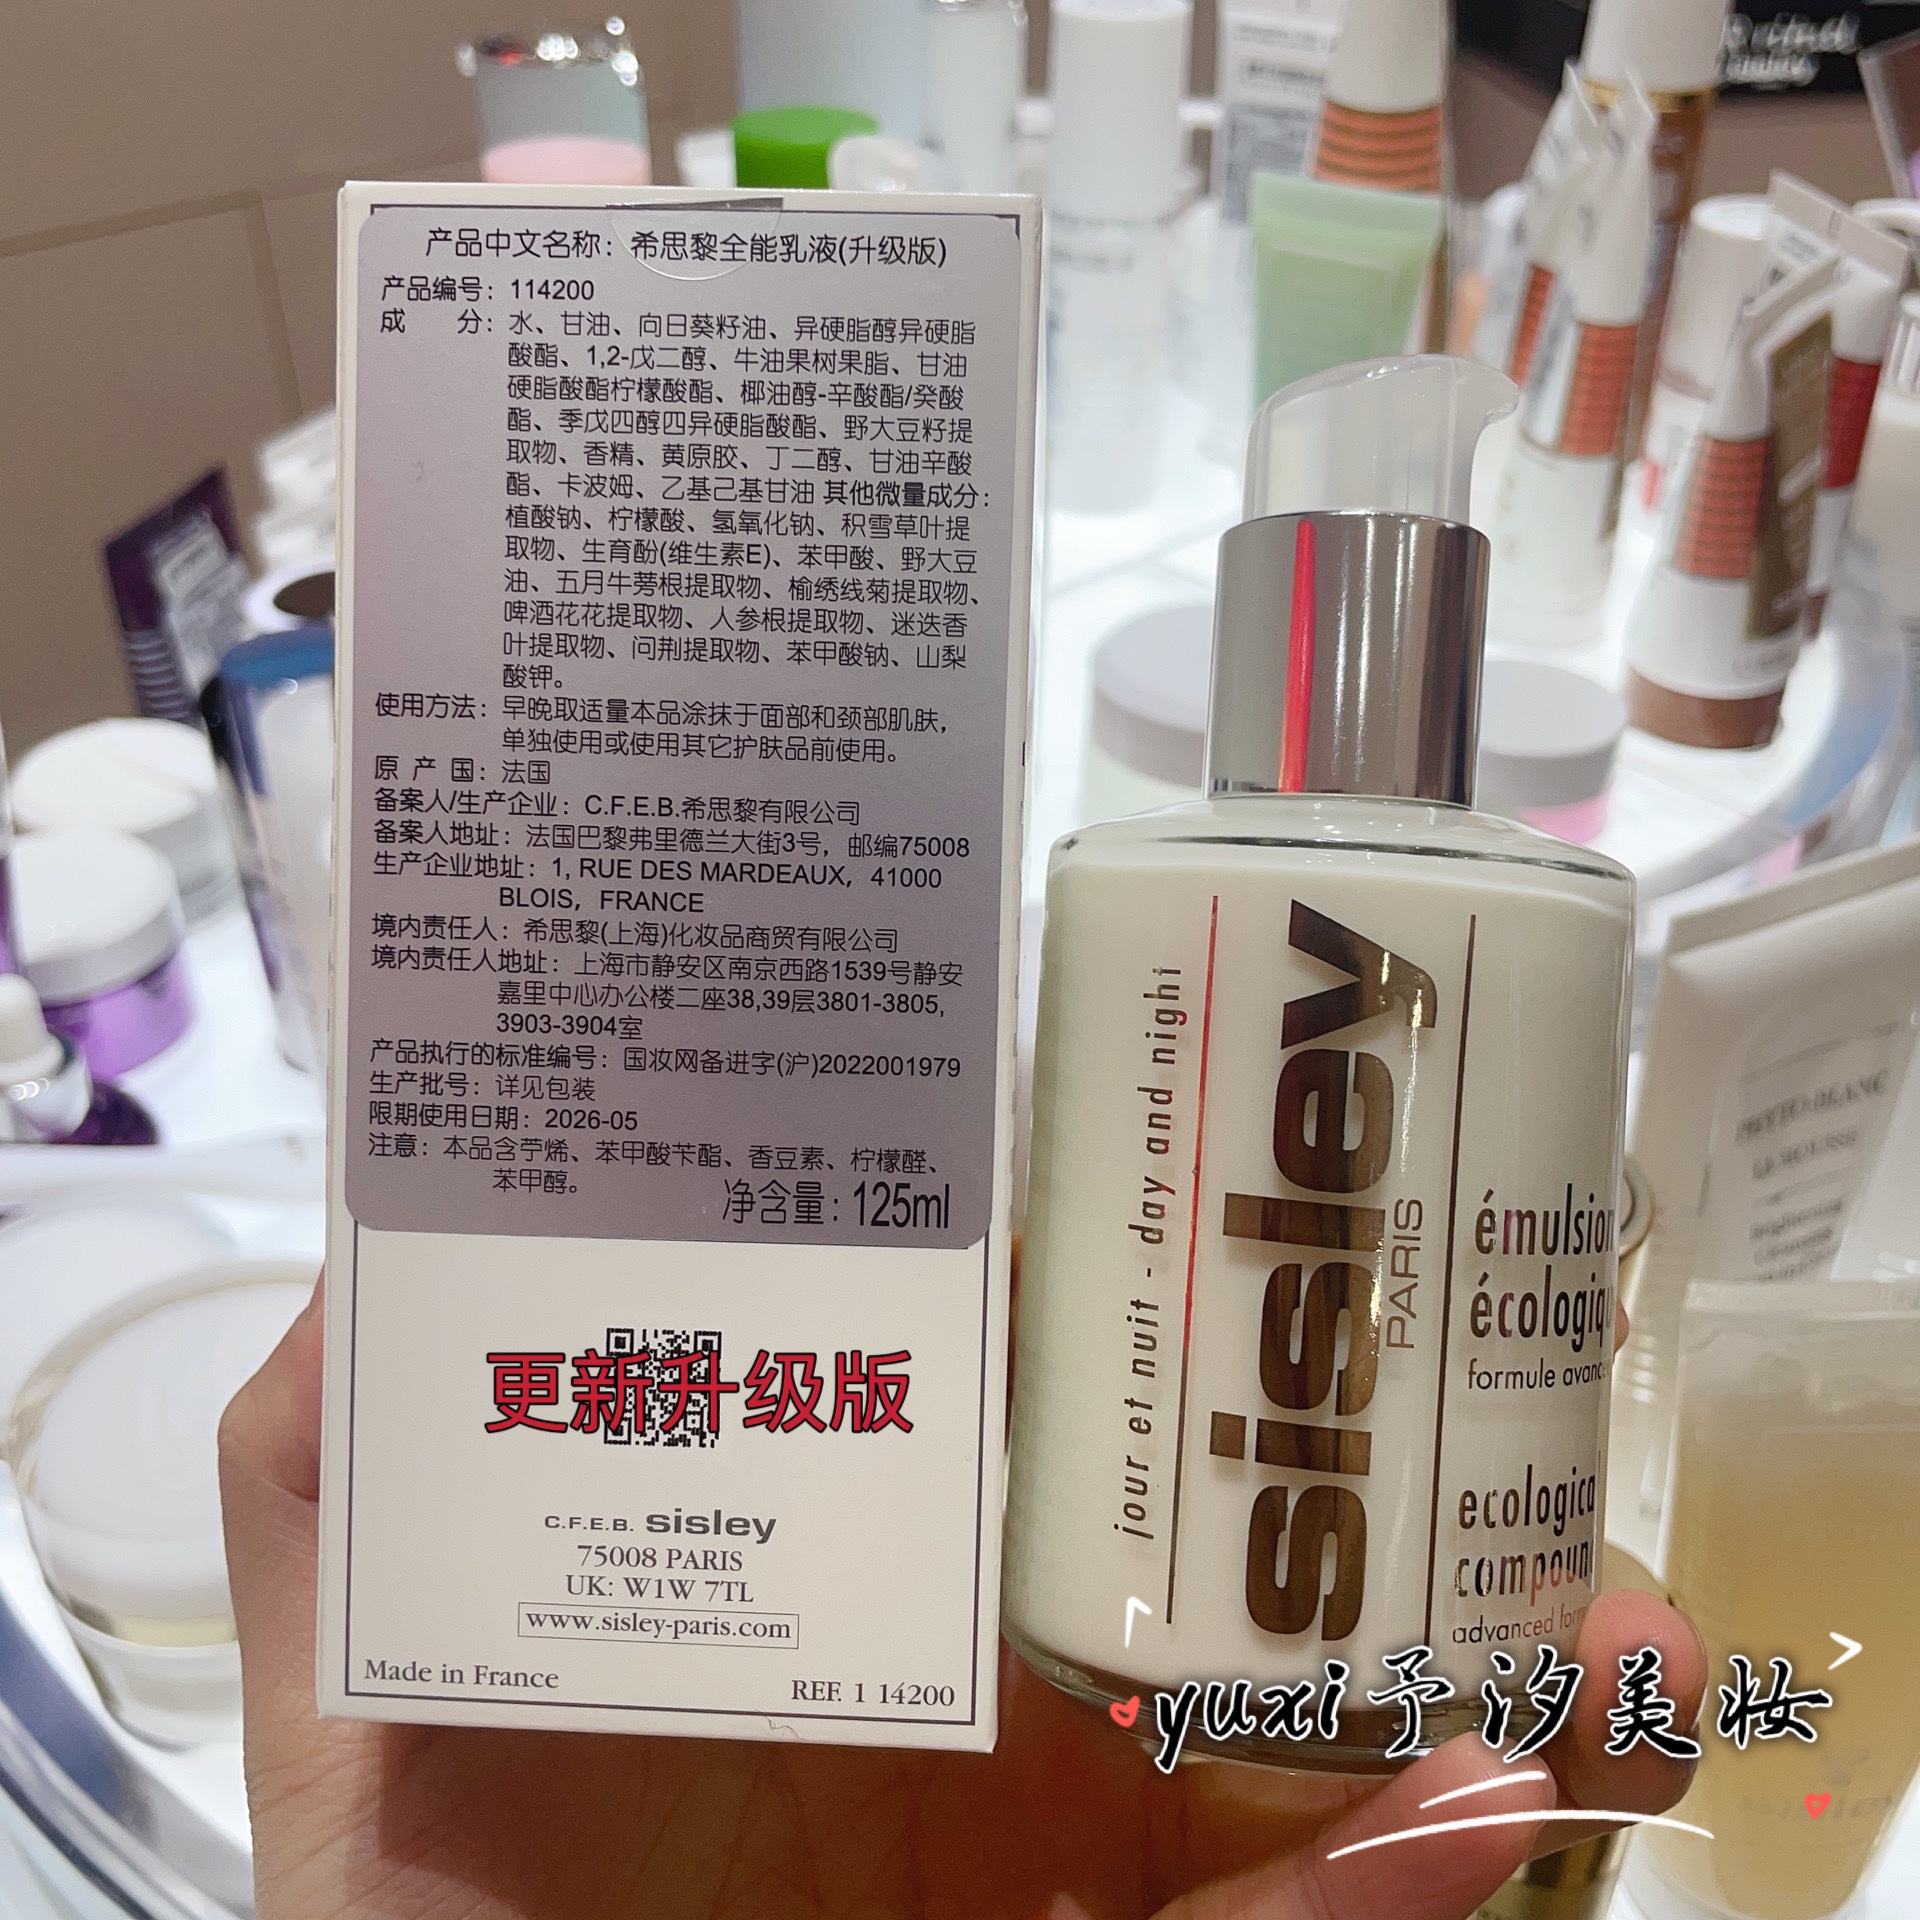 产品中文名称：希思黎全能乳液(升级版)
产品编号：114200
成 分：水、甘油、向日葵籽油、异硬脂醇异硬脂
酸酯、1,2-戊二醇、牛油果树果脂、甘油
硬脂酸酯柠檬酸酯、椰油醇-辛酸酯/癸酸
酯、季戊四醇四异硬脂酸酯、野大豆籽提
取物、香精、黄原胶、丁二醇、甘油辛酸
酯、卡波姆、乙基己基甘油 其他微量成分：
植酸钠、柠檬酸、氢氧化钠、积雪草叶提
取物、生育酚(维生素E)、苯甲酸、野大豆
油、五月牛蒡根提取物、榆绣线菊提取物、
啤酒花花提取物、人参根提取物、迷迭香
叶提取物、问荆提取物、苯甲酸钠、山梨
酸钾。
使用方法：早晚取适量本品涂抹于面部和颈部肌肤，
单独使用或使用其它护肤品前使用。
原 产 国：法国
备案人/生产企业：C.F.E.B.希思黎有限公司
备案人地址：法国巴黎弗里德兰大街3号，邮编75008
生产企业地址：1, RUE DES MARDEAUX，41000
BLOIS，FRANCE
境内责任人：希思黎(上海)化妆品商贸有限公司
境内责任人地址：上海市静安区南京西路1539号静安
嘉里中心办公楼二座38,39层3801-3805,
3903-3904室
产品执行的标准编号：国妆网备进字(沪)2022001979
生产批号：详见包装
限期使用日期：2026-05
注意：本品含苧烯、苯甲酸苄酯、香豆素、柠檬醛、
苯甲醇。
净含量：125ml
更新升级版
C.F.E.B. sisley
75008 PARIS
UK: W1W 7TL
www.sisley-paris.com
Made in France
REF. 1 14200
jour et nuit - day and night
sisley
PARIS
émulsion
écologiqu
formule avanc
ecological
compoun
advanced form
yuxi予汐美妆
PHYTO-BLANC
LA MOUSSE